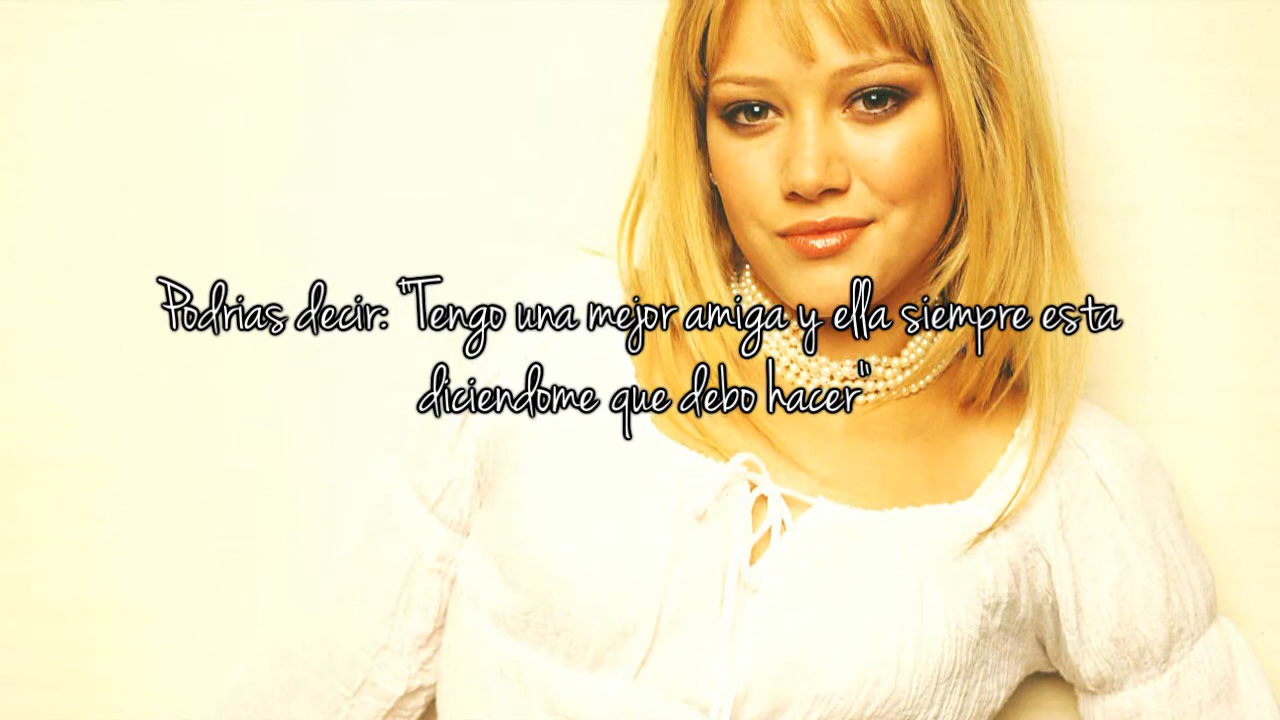 Podrias decir: "Tengo una mejor amiga y ella siempre esta
diciendome que debo hacer"